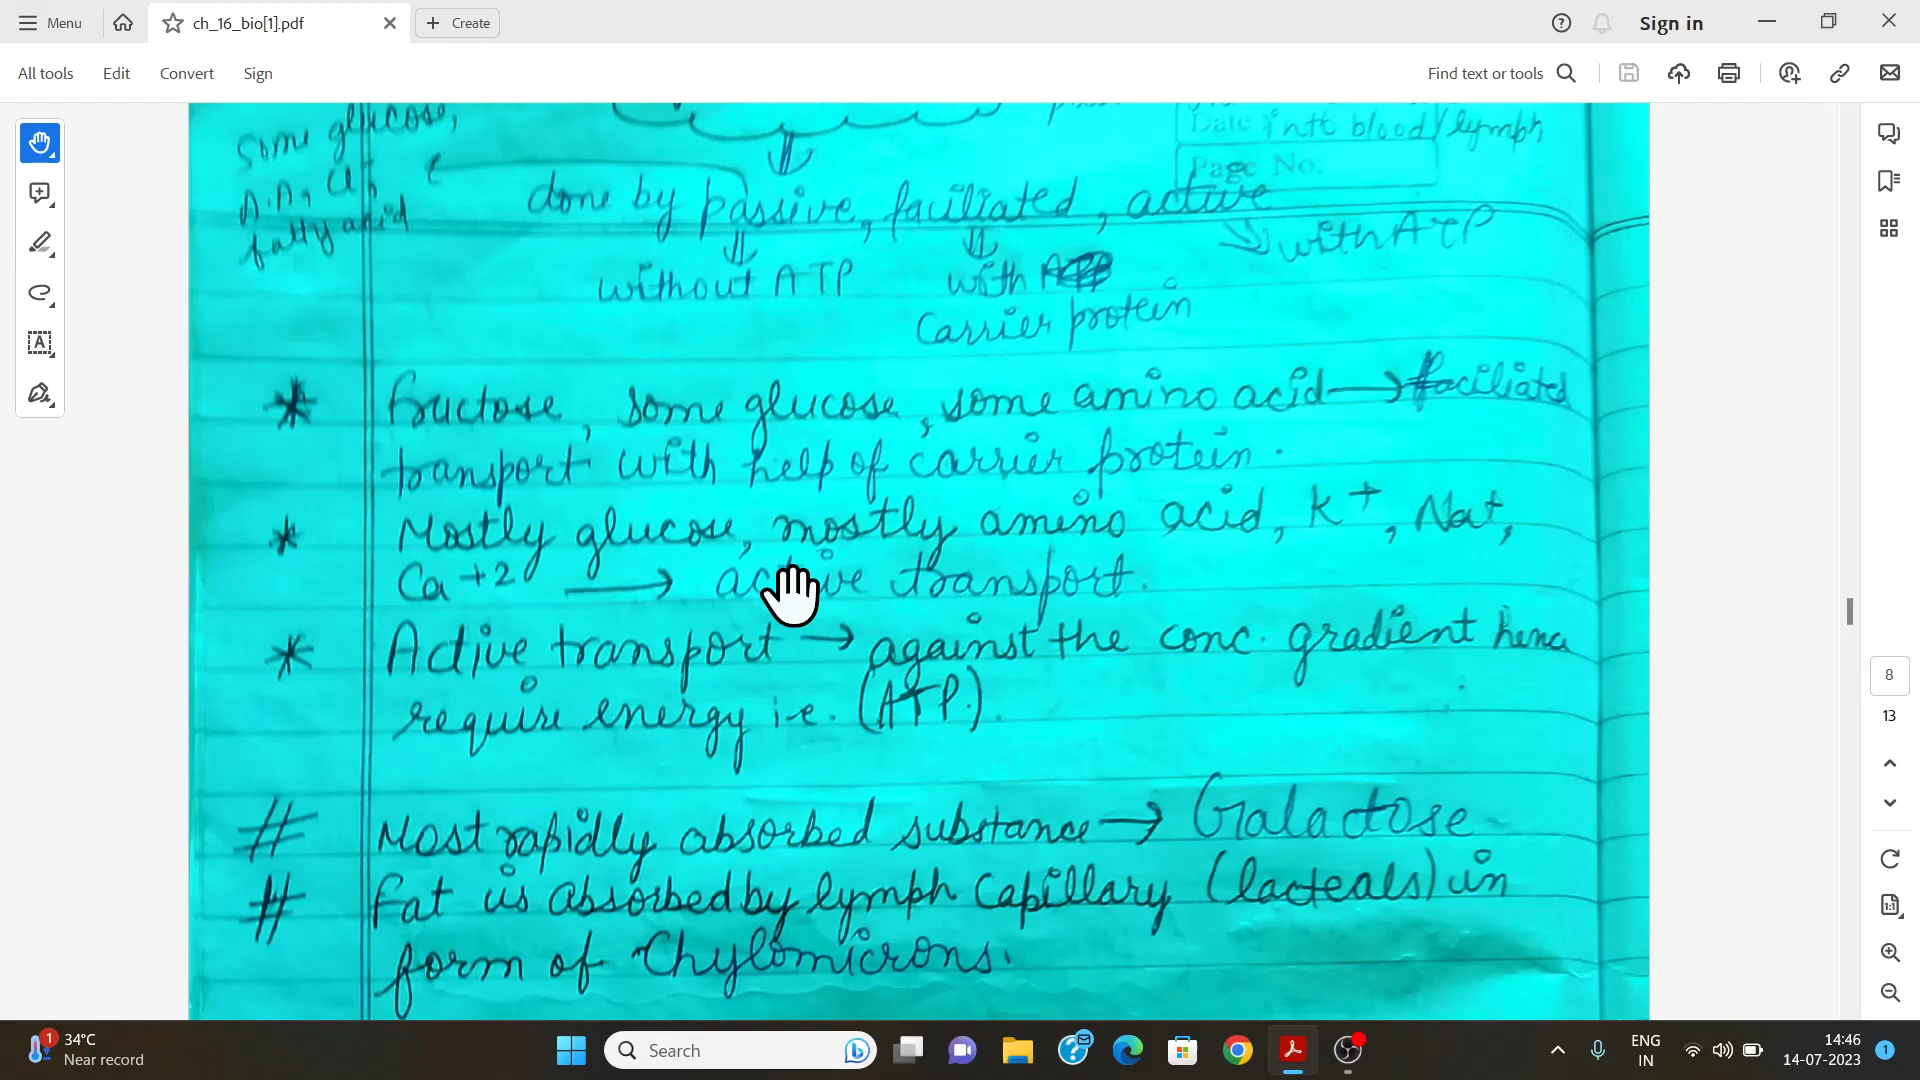 Menu
ch_16_bio[1].pdf
Create
Sign in
All tools Edit Convert Sign
Find text or tools
Some glucose,
A.A, Cl,
fatty acid
Date into blood/lymph
Page No.
done by passive, faciliated, active
without ATP
with
Carrier protein
with ATP
* fructose, some glucose, some amino acid → faciliated
transport with help of carrier protein.
* Mostly glucose, mostly amino acid, K+, Na+,
Ca+2 → active transport.
* Active transport → against the conc. gradient hence
require energy i.e. (ATP).
# Most rapidly absorbed substance → Galactose
# Fat is absorbed by lymph capillary (lacteals) in
form of Chylomicrons.
8
13
1
34°C
Near record
Search
ENG
IN
14:46
14-07-2023
1